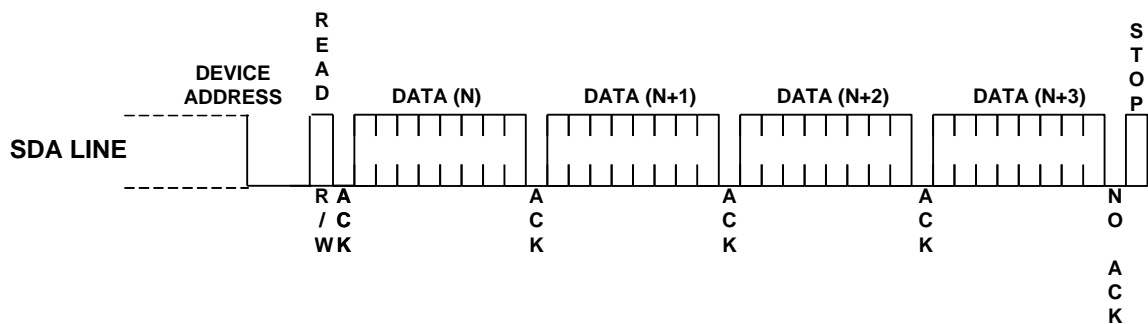 READ
STOP
DEVICE
ADDRESS
DATA (N)
DATA (N+1)
DATA (N+2)
DATA (N+3)
SDA LINE
R/W
ACK
ACK
ACK
ACK
NO ACK